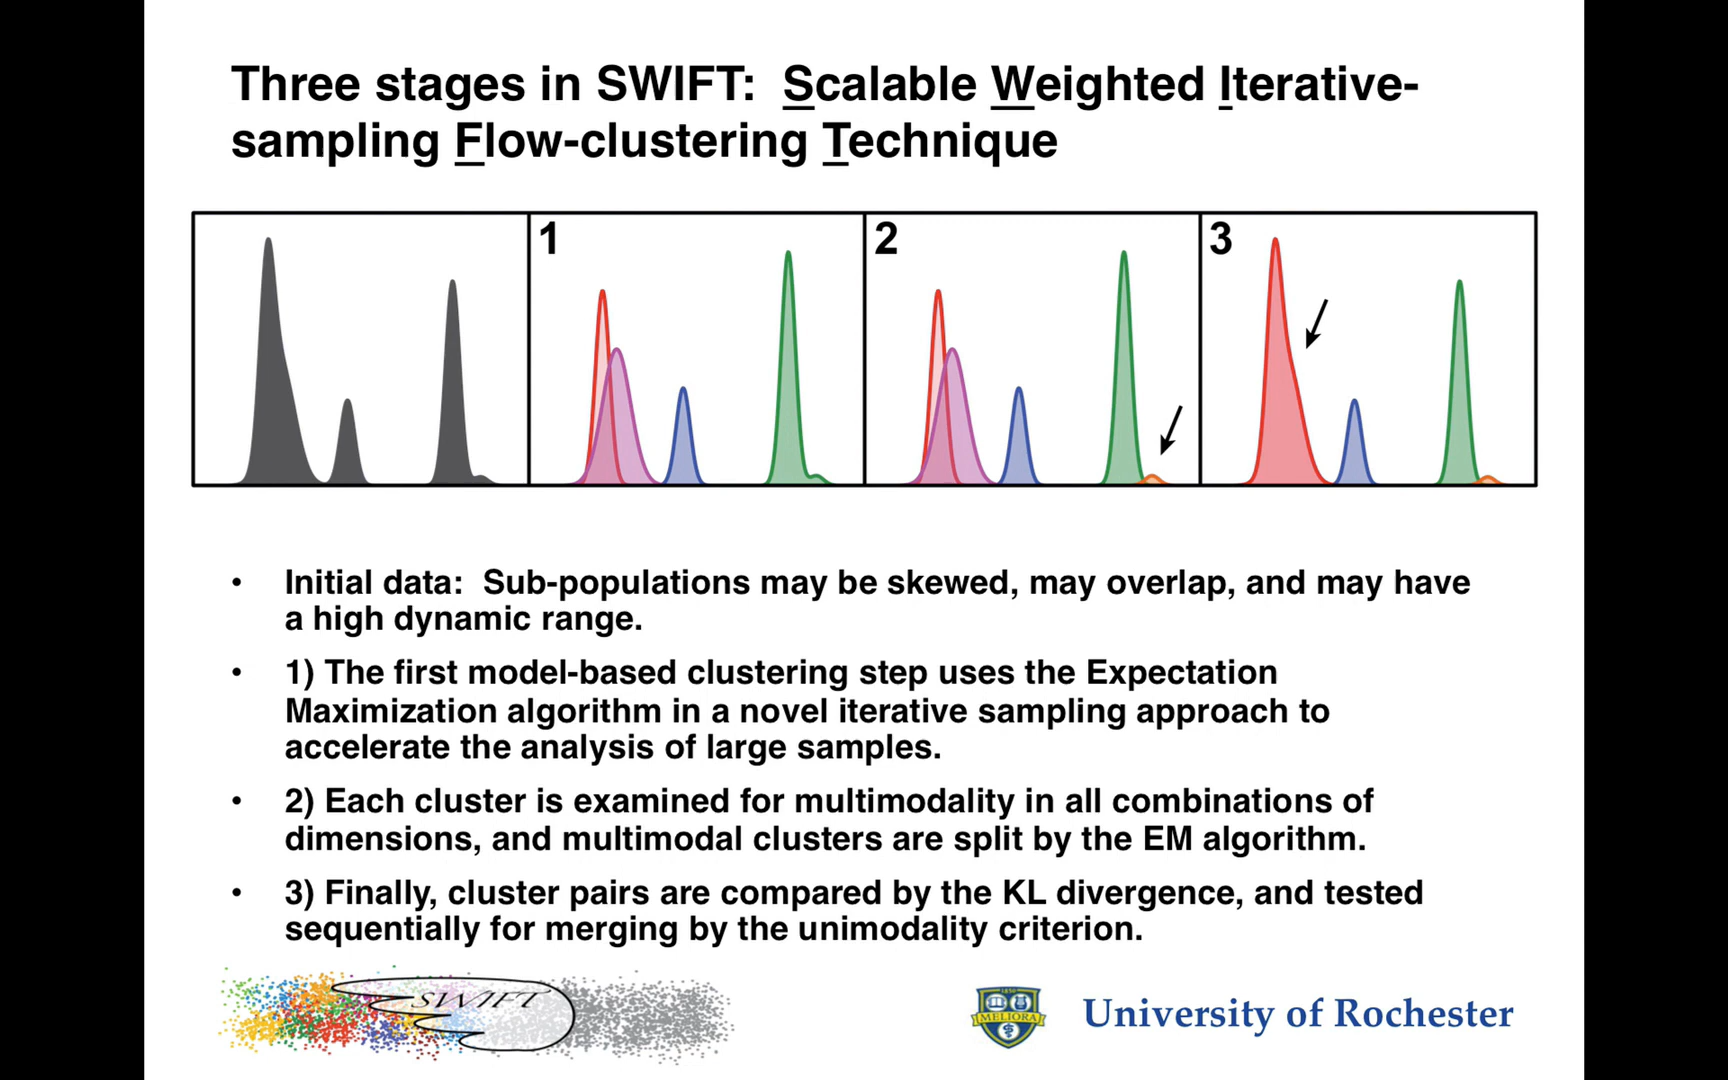 Three stages in SWIFT:  Scalable Weighted Iterative-
sampling Flow-clustering Technique
1
2
3
• Initial data:  Sub-populations may be skewed, may overlap, and may have
a high dynamic range.
• 1) The first model-based clustering step uses the Expectation
Maximization algorithm in a novel iterative sampling approach to
accelerate the analysis of large samples.
• 2) Each cluster is examined for multimodality in all combinations of
dimensions, and multimodal clusters are split by the EM algorithm.
• 3) Finally, cluster pairs are compared by the KL divergence, and tested
sequentially for merging by the unimodality criterion.
SWIFT
1850
MELIORA
University of Rochester